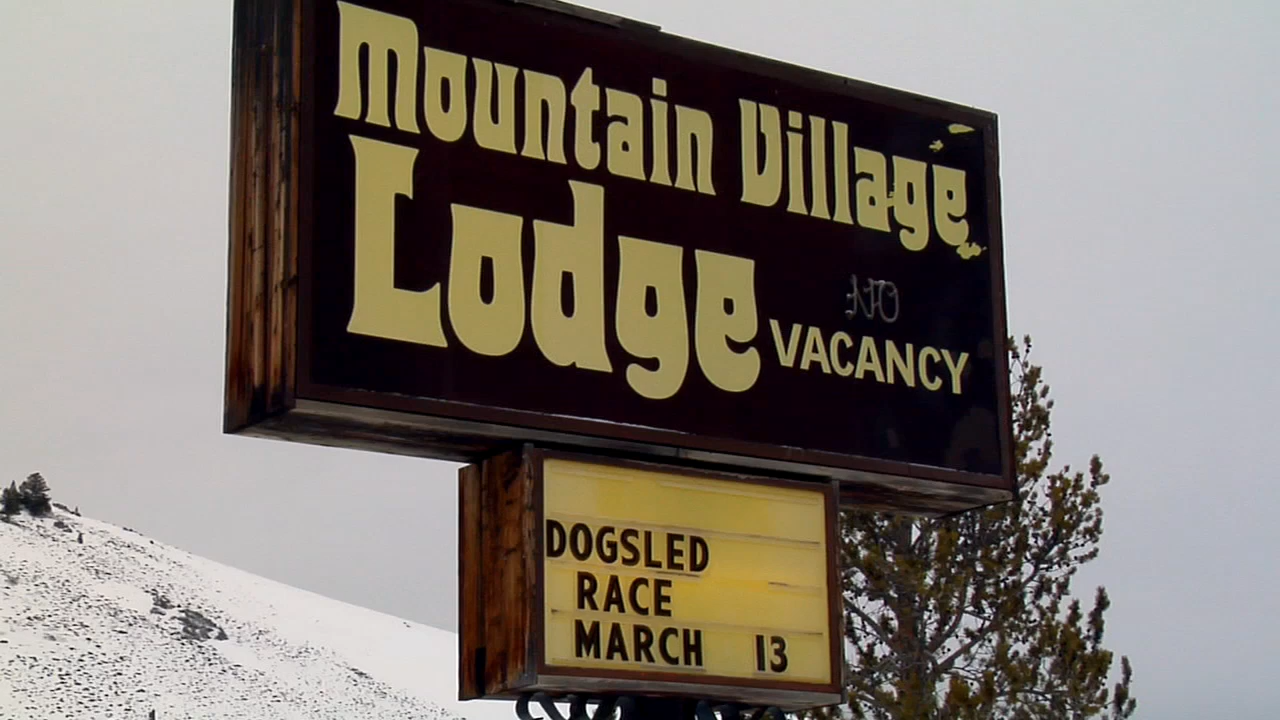 Mountain Village
Lodge
NO
VACANCY
DOGSLED
RACE
MARCH 13